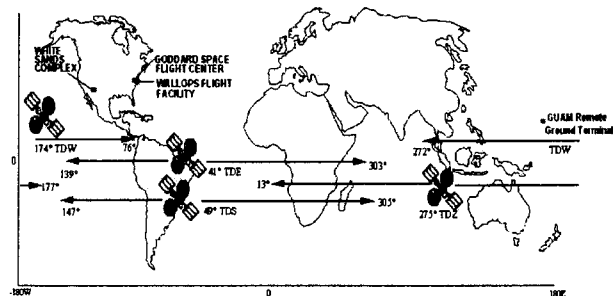 WHITE
SANDS
COMPLEX
GODDARD SPACE
FLIGHT CENTER
WALLOPS FLIGHT
FACILITY
GUAM Remote
Ground Terminal
174° TDW
76°
272°
TDW
0
139°
41° TDE
303°
177°
13°
147°
49° TDS
305°
275° TDZ
-180W
0
180E